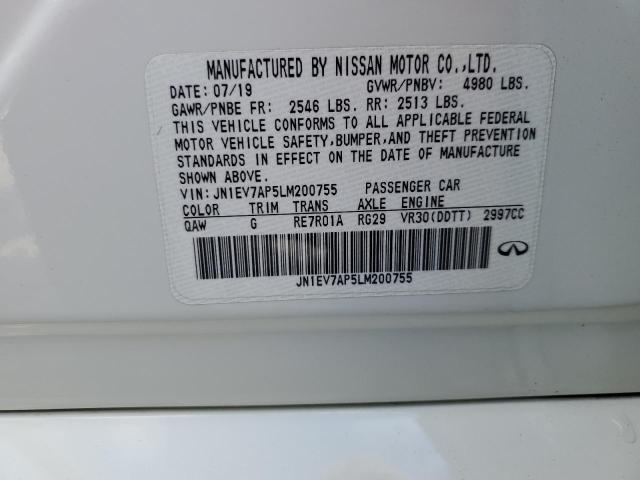 MANUFACTURED BY NISSAN MOTOR CO.,LTD.
DATE: 07/19 GVWR/PNBV: 4980 LBS.
GAWR/PNBE FR: 2546 LBS. RR: 2513 LBS.
THIS VEHICLE CONFORMS TO ALL APPLICABLE FEDERAL
MOTOR VEHICLE SAFETY,BUMPER,AND THEFT PREVENTION
STANDARDS IN EFFECT ON THE DATE OF MANUFACTURE
SHOWN ABOVE.
VIN: JN1EV7AP5LM200755 PASSENGER CAR
COLOR TRIM TRANS AXLE ENGINE
QAW G RE7R01A RG29 VR30(DDTT) 2997CC
JN1EV7AP5LM200755